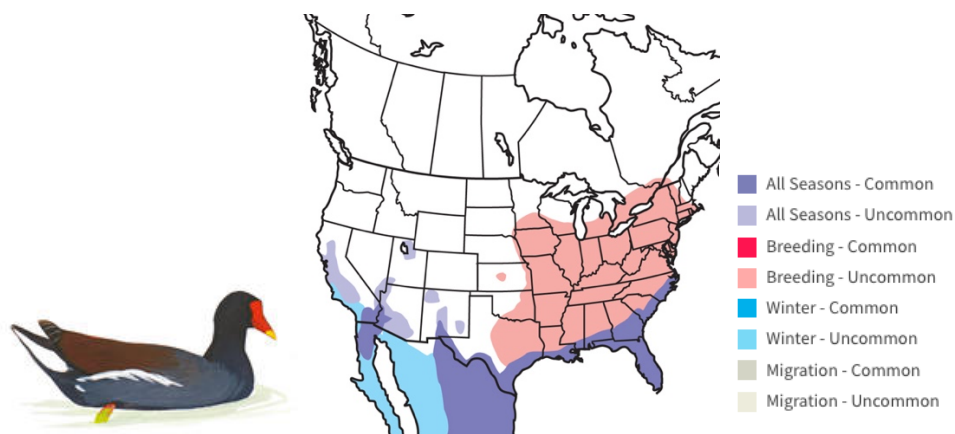 All Seasons - Common
All Seasons - Uncommon
Breeding - Common
Breeding - Uncommon
Winter - Common
Winter - Uncommon
Migration - Common
Migration - Uncommon